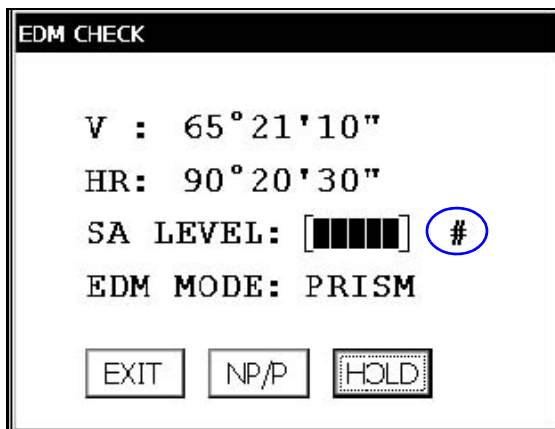 EDM CHECK
V : 65°21'10"
HR: 90°20'30"
SA LEVEL: [█████] #
EDM MODE: PRISM
EXIT NP/P HOLD